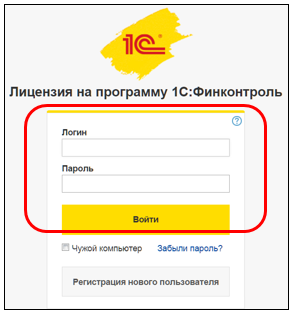 1С
Лицензия на программу 1С:Финконтроль
?
Логин
Пароль
Войти
Чужой компьютер Забыли пароль?
Регистрация нового пользователя